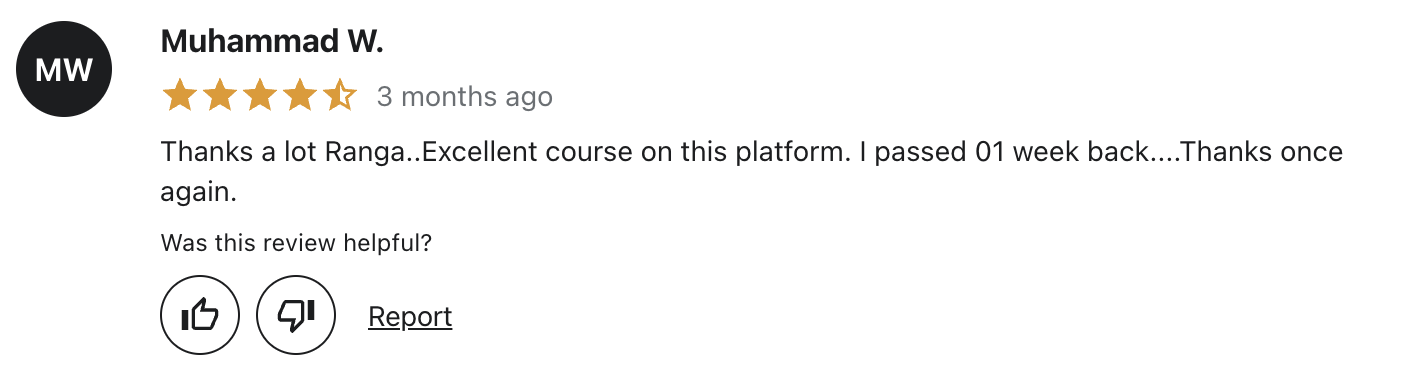 MW
Muhammad W.
3 months ago
Thanks a lot Ranga..Excellent course on this platform. I passed 01 week back....Thanks once
again.
Was this review helpful?
Report